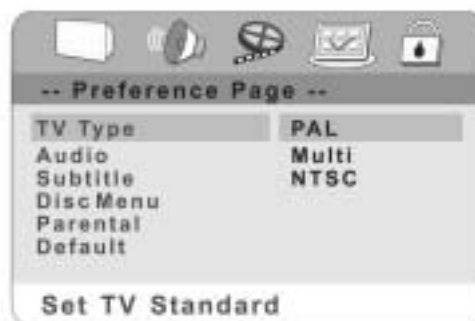 -- Preference Page --
TV Type PAL
Audio Multi
Subtitle NTSC
Disc Menu
Parental
Default
Set TV Standard